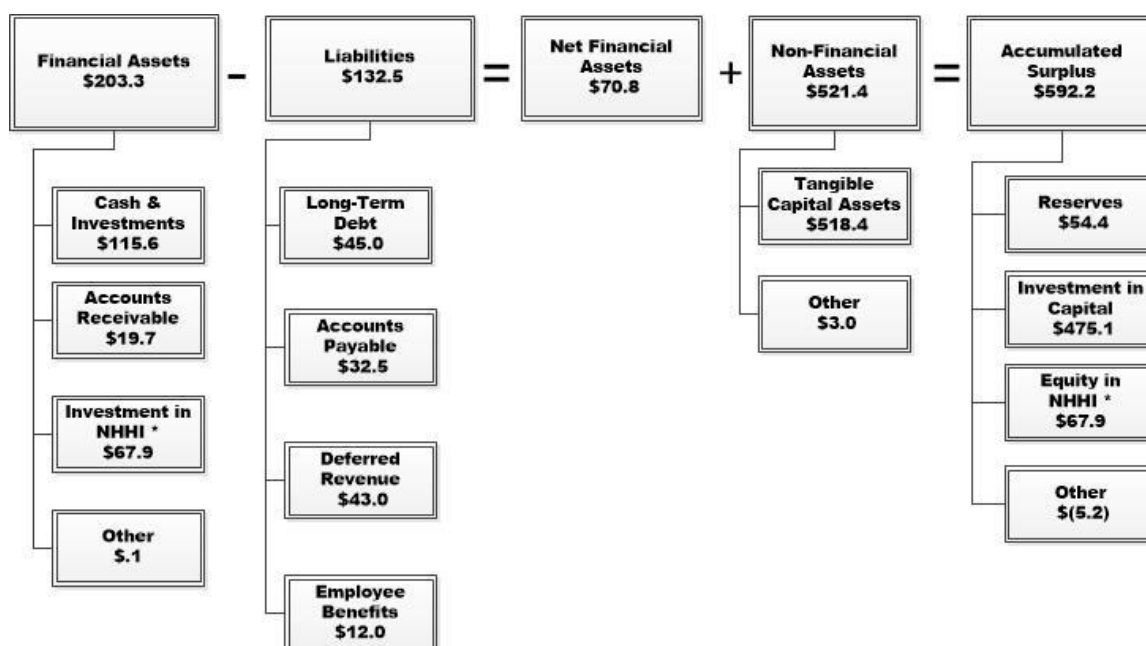 Financial Assets
$203.3
–
Liabilities
$132.5
=
Net Financial
Assets
$70.8
+
Non-Financial
Assets
$521.4
=
Accumulated
Surplus
$592.2
Cash &
Investments
$115.6
Accounts
Receivable
$19.7
Investment in
NHHI *
$67.9
Other
$.1
Long-Term
Debt
$45.0
Accounts
Payable
$32.5
Deferred
Revenue
$43.0
Employee
Benefits
$12.0
Tangible
Capital Assets
$518.4
Other
$3.0
Reserves
$54.4
Investment in
Capital
$475.1
Equity in
NHHI *
$67.9
Other
$(5.2)